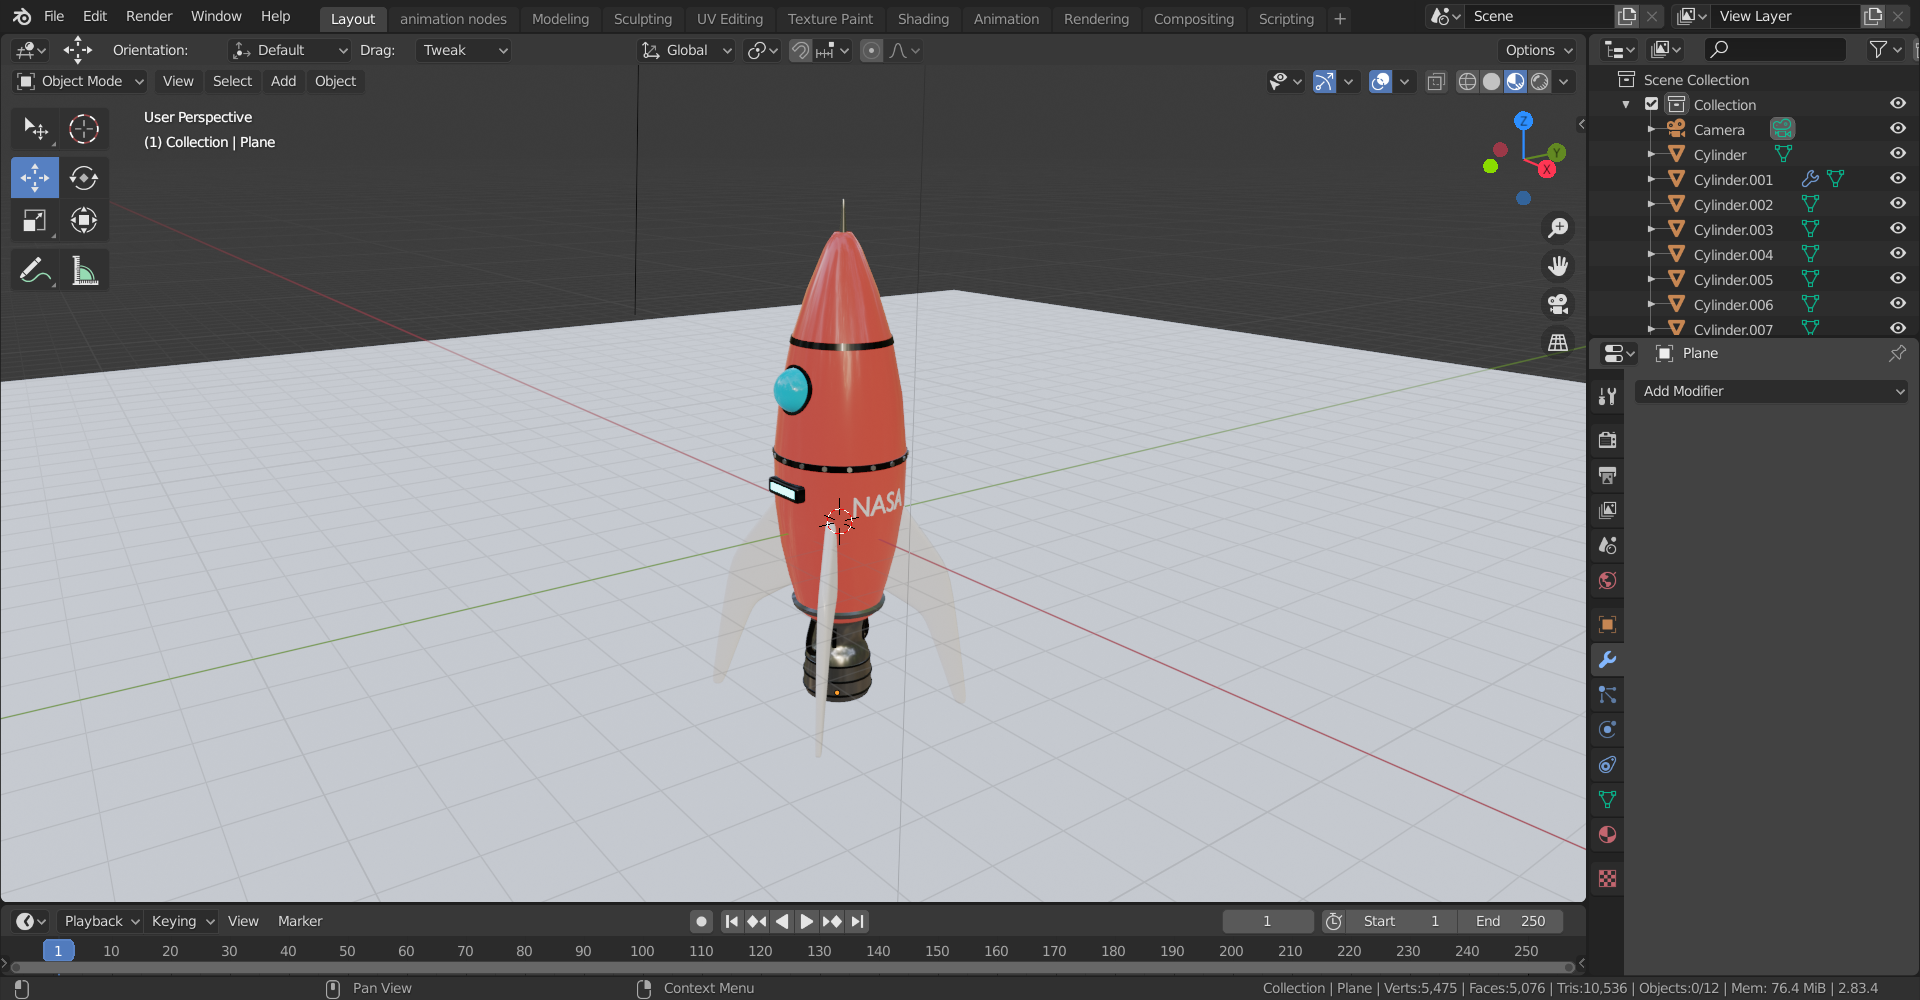 File Edit Render Window Help Layout animation nodes Modeling Sculpting UV Editing Texture Paint Shading Animation Rendering Compositing Scripting + Scene View Layer
Orientation: Default Drag: Tweak Global Options
Object Mode View Select Add Object
User Perspective
(1) Collection | Plane
Z
Y
X
NASA
Scene Collection
Collection
Camera
Cylinder
Cylinder.001
Cylinder.002
Cylinder.003
Cylinder.004
Cylinder.005
Cylinder.006
Cylinder.007
Plane
Add Modifier
Playback Keying View Marker 1 Start 1 End 250
1 10 20 30 40 50 60 70 80 90 100 110 120 130 140 150 160 170 180 190 200 210 220 230 240 250
Pan View Context Menu Collection | Plane | Verts:5,475 | Faces:5,076 | Tris:10,536 | Objects:0/12 | Mem: 76.4 MiB | 2.83.4